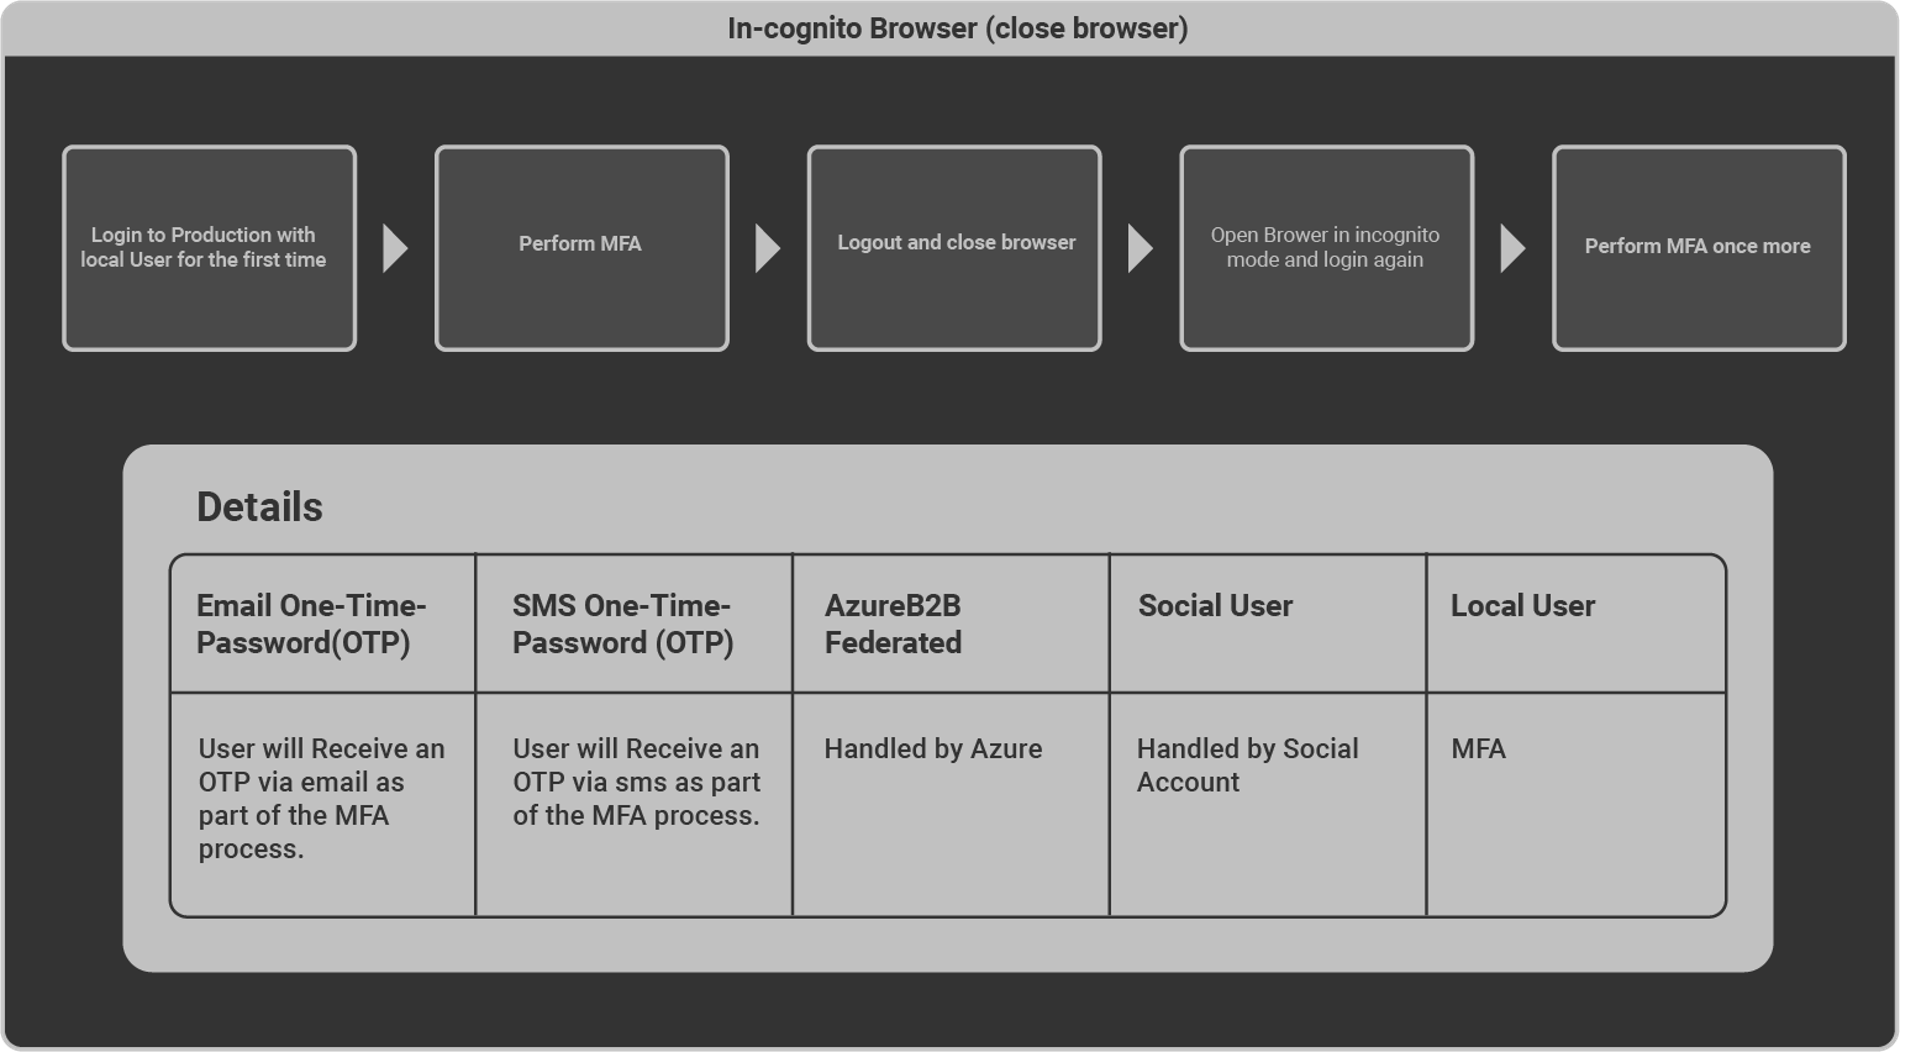 In-cognito Browser (close browser)
Login to Production with
local User for the first time
Perform MFA
Logout and close browser
Open Brower in incognito
mode and login again
Perform MFA once more
Details
Email One-Time-
Password(OTP)
SMS One-Time-
Password (OTP)
AzureB2B
Federated
Social User
Local User
User will Receive an
OTP via email as
part of the MFA
process.
User will Receive an
OTP via sms as part
of the MFA process.
Handled by Azure
Handled by Social
Account
MFA